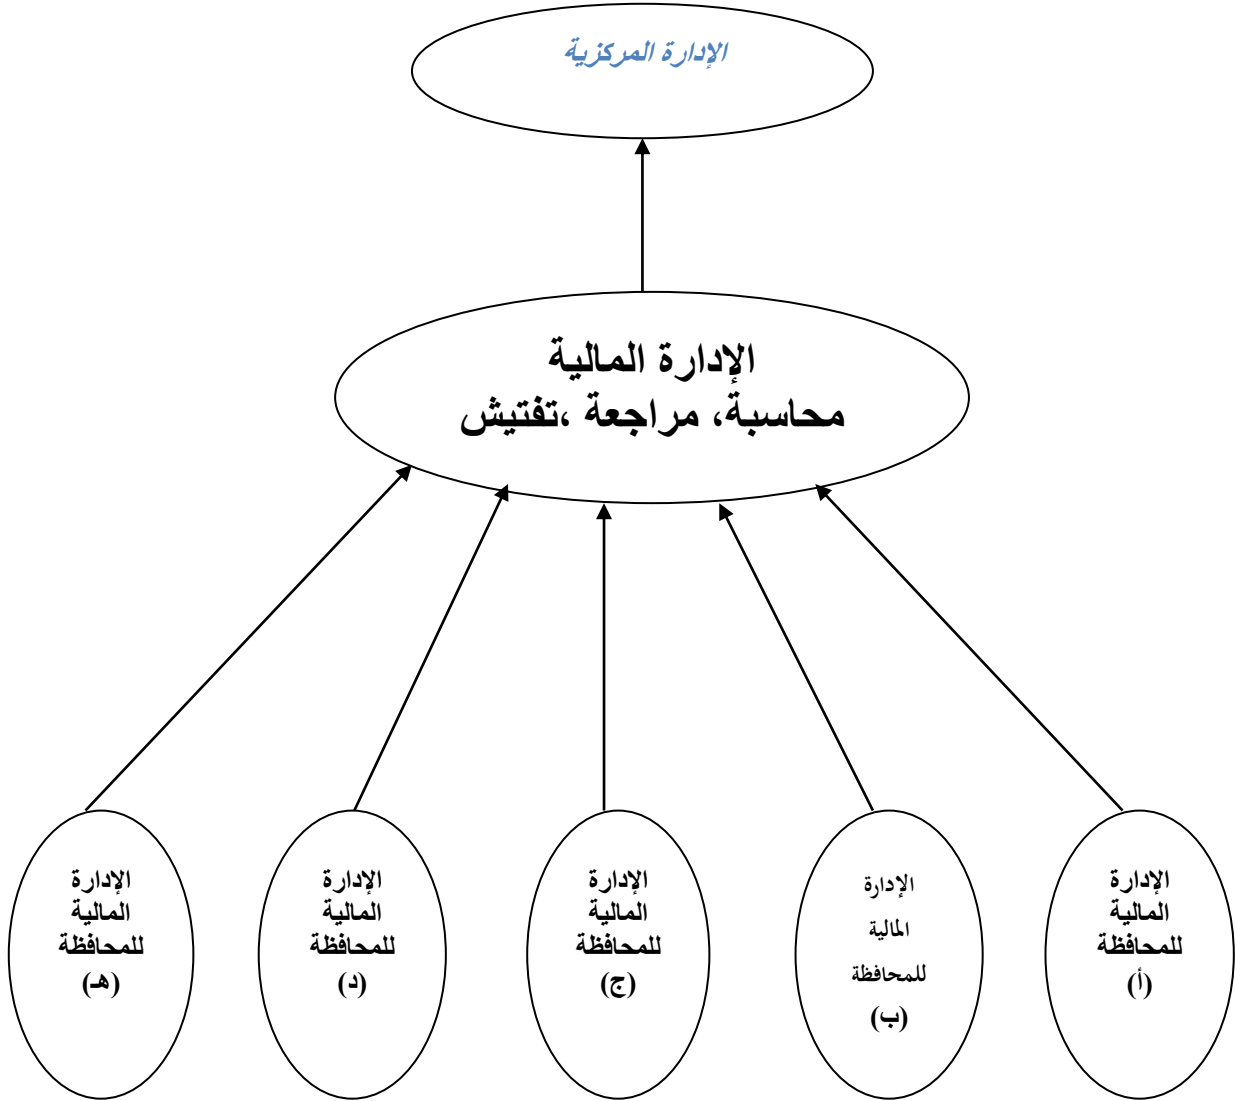 الإدارة المركزية
الإدارة المالية
محاسبة، مراجعة ،تفتيش
الإدارة
المالية
للمحافظة
(أ)
الإدارة
المالية
للمحافظة
(ب)
الإدارة
المالية
للمحافظة
(ج)
الإدارة
المالية
للمحافظة
(د)
الإدارة
المالية
للمحافظة
(هـ)